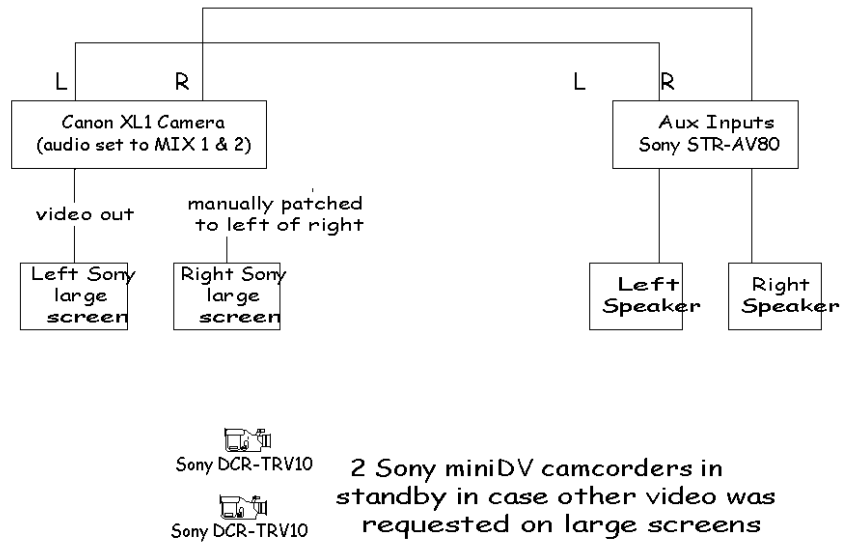 L
R
L
R
Canon XL1 Camera
(audio set to MIX 1 & 2)
Aux Inputs
Sony STR-AV80
video out
manually patched
to left of right
Left Sony
large
screen
Right Sony
large
screen
Left
Speaker
Right
Speaker
Sony DCR-TRV10
Sony DCR-TRV10
2 Sony miniDV camcorders in
standby in case other video was
requested on large screens